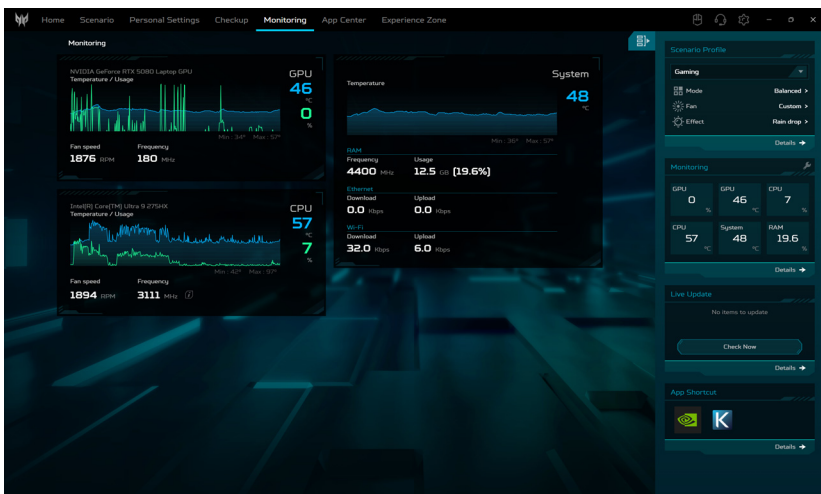 Home Scenario Personal Settings Checkup Monitoring App Center Experience Zone
Monitoring
NVIDIA GeForce RTX 5080 Laptop GPU
Temperature / Usage
GPU
46
°C
0
%
Min : 34° Max : 57°
Fan speed Frequency
1876 RPM 180 MHz
Intel(R) Core(TM) Ultra 9 275HX
Temperature / Usage
CPU
57
°C
7
%
Min : 42° Max : 97°
Fan speed Frequency
1894 RPM 3111 MHz i
System
Temperature
48
°C
Min : 36° Max : 57°
RAM
Frequency Usage
4400 MHz 12.5 GB (19.6%)
Ethernet
Download Upload
0.0 Kbps 0.0 Kbps
Wi-Fi
Download Upload
32.0 Kbps 6.0 Kbps
Scenario Profile
Gaming
Mode Balanced >
Fan Custom >
Effect Rain drop >
Details →
Monitoring
GPU GPU CPU
0 % 46 °C 7 %
CPU System RAM
57 °C 48 °C 19.6 %
Details →
Live Update
No items to update
Check Now
Details →
App Shortcut
K
Details →